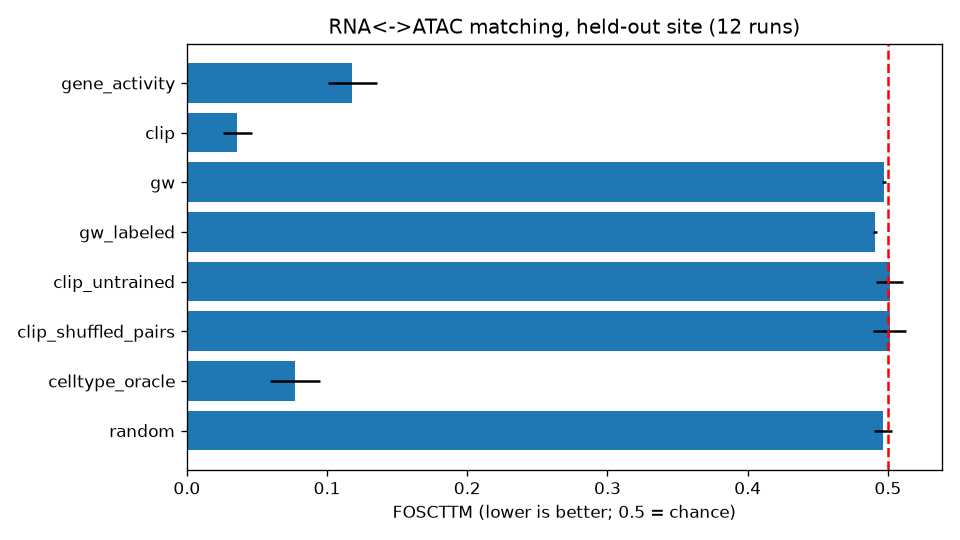 RNA<->ATAC matching, held-out site (12 runs)
gene_activity
clip
gw
gw_labeled
clip_untrained
clip_shuffled_pairs
celltype_oracle
random
0.0 0.1 0.2 0.3 0.4 0.5
FOSCTTM (lower is better; 0.5 = chance)